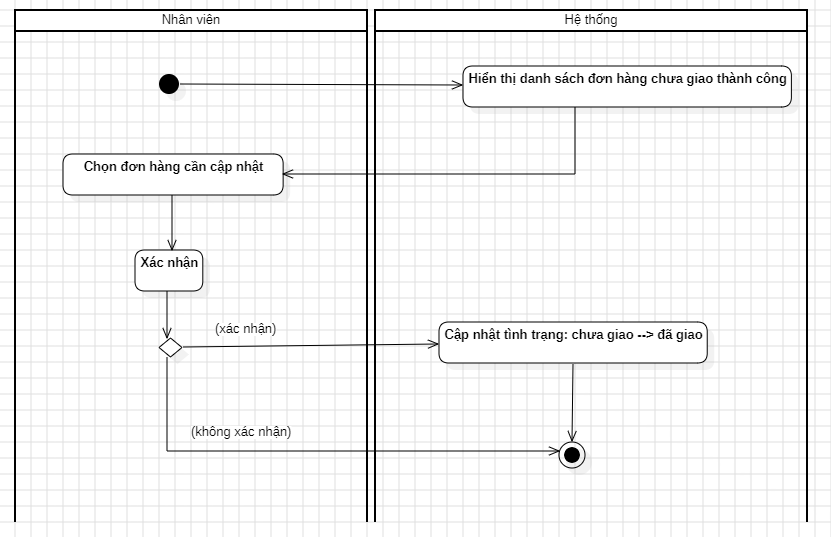 Nhân viên
Hệ thống
Hiển thị danh sách đơn hàng chưa giao thành công
Chọn đơn hàng cần cập nhật
Xác nhận
(xác nhận)
Cập nhật tình trạng: chưa giao --> đã giao
(không xác nhận)